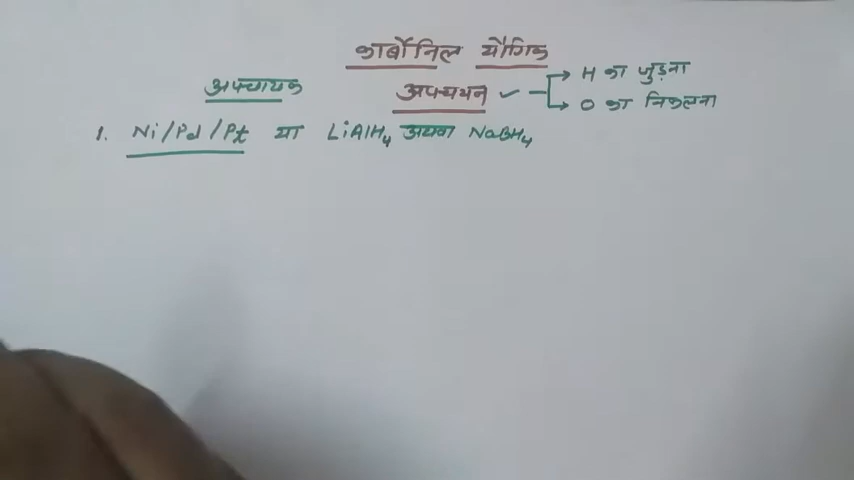 कार्बोनिल यौगिक
अपचायक अपचयन ✓ → H का जुड़ना
→ O का निकलना
1. Ni/Pd/Pt या LiAlH4 अथवा NaBH4